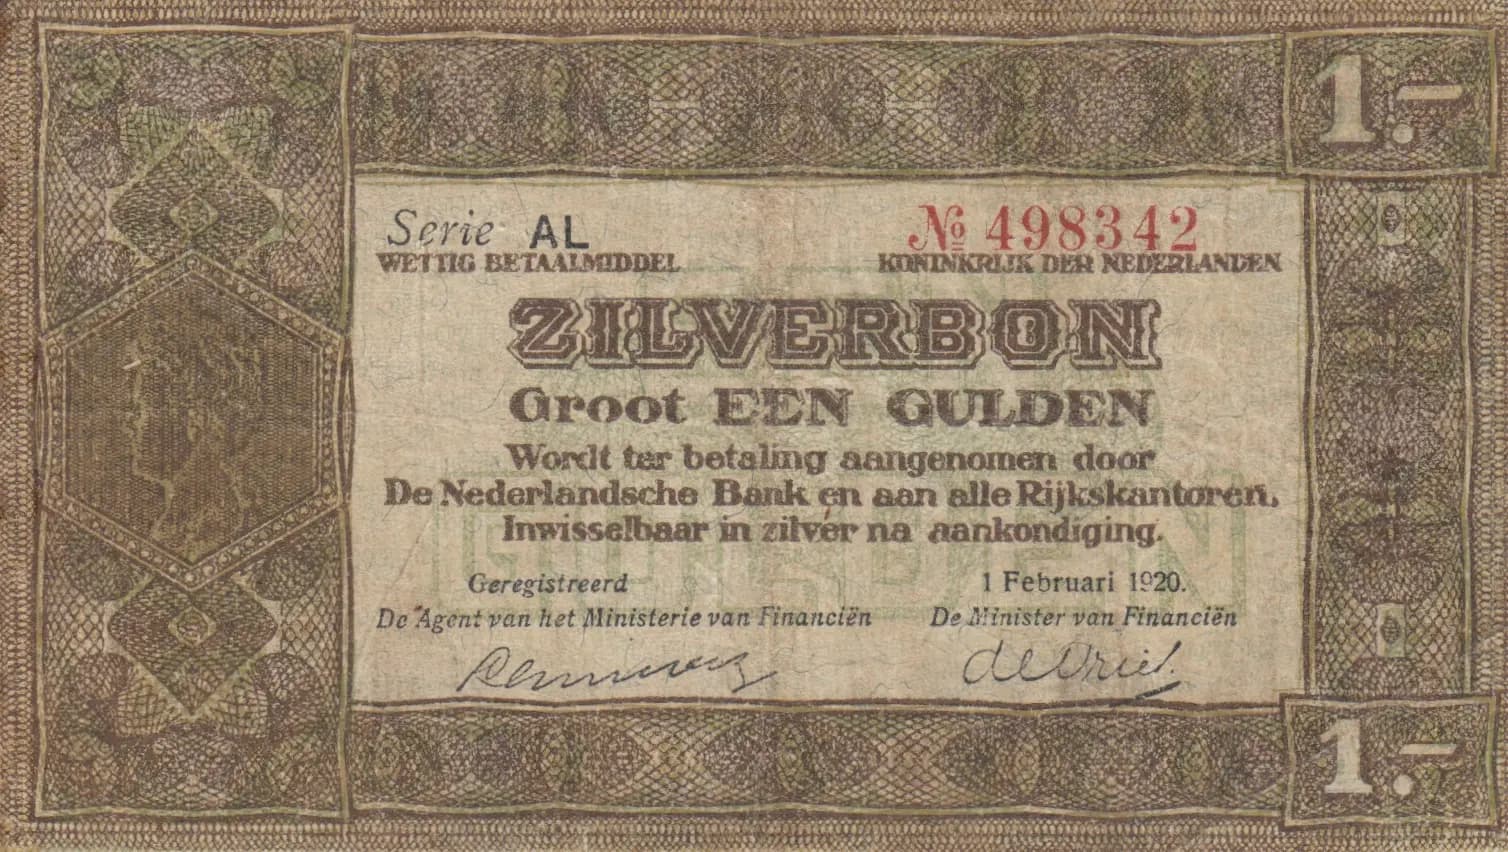 1.–
Serie AL
№ 498342
WETTIG BETAALMIDDEL
KONINKRIJK DER NEDERLANDEN
ZILVERBON
Groot EEN GULDEN
Wordt ter betaling aangenomen door
De Nederlandsche Bank en aan alle Rijkskantoren.
Inwisselbaar in zilver na aankondiging.
Geregistreerd
1 Februari 1920.
De Agent van het Ministerie van Financiën
De Minister van Financiën
de Vries.
1.–